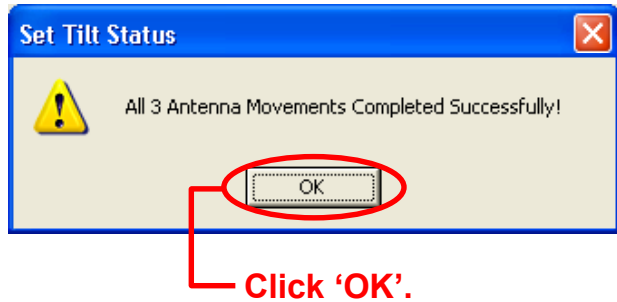 Set Tilt Status
All 3 Antenna Movements Completed Successfully!
OK
Click ‘OK’.